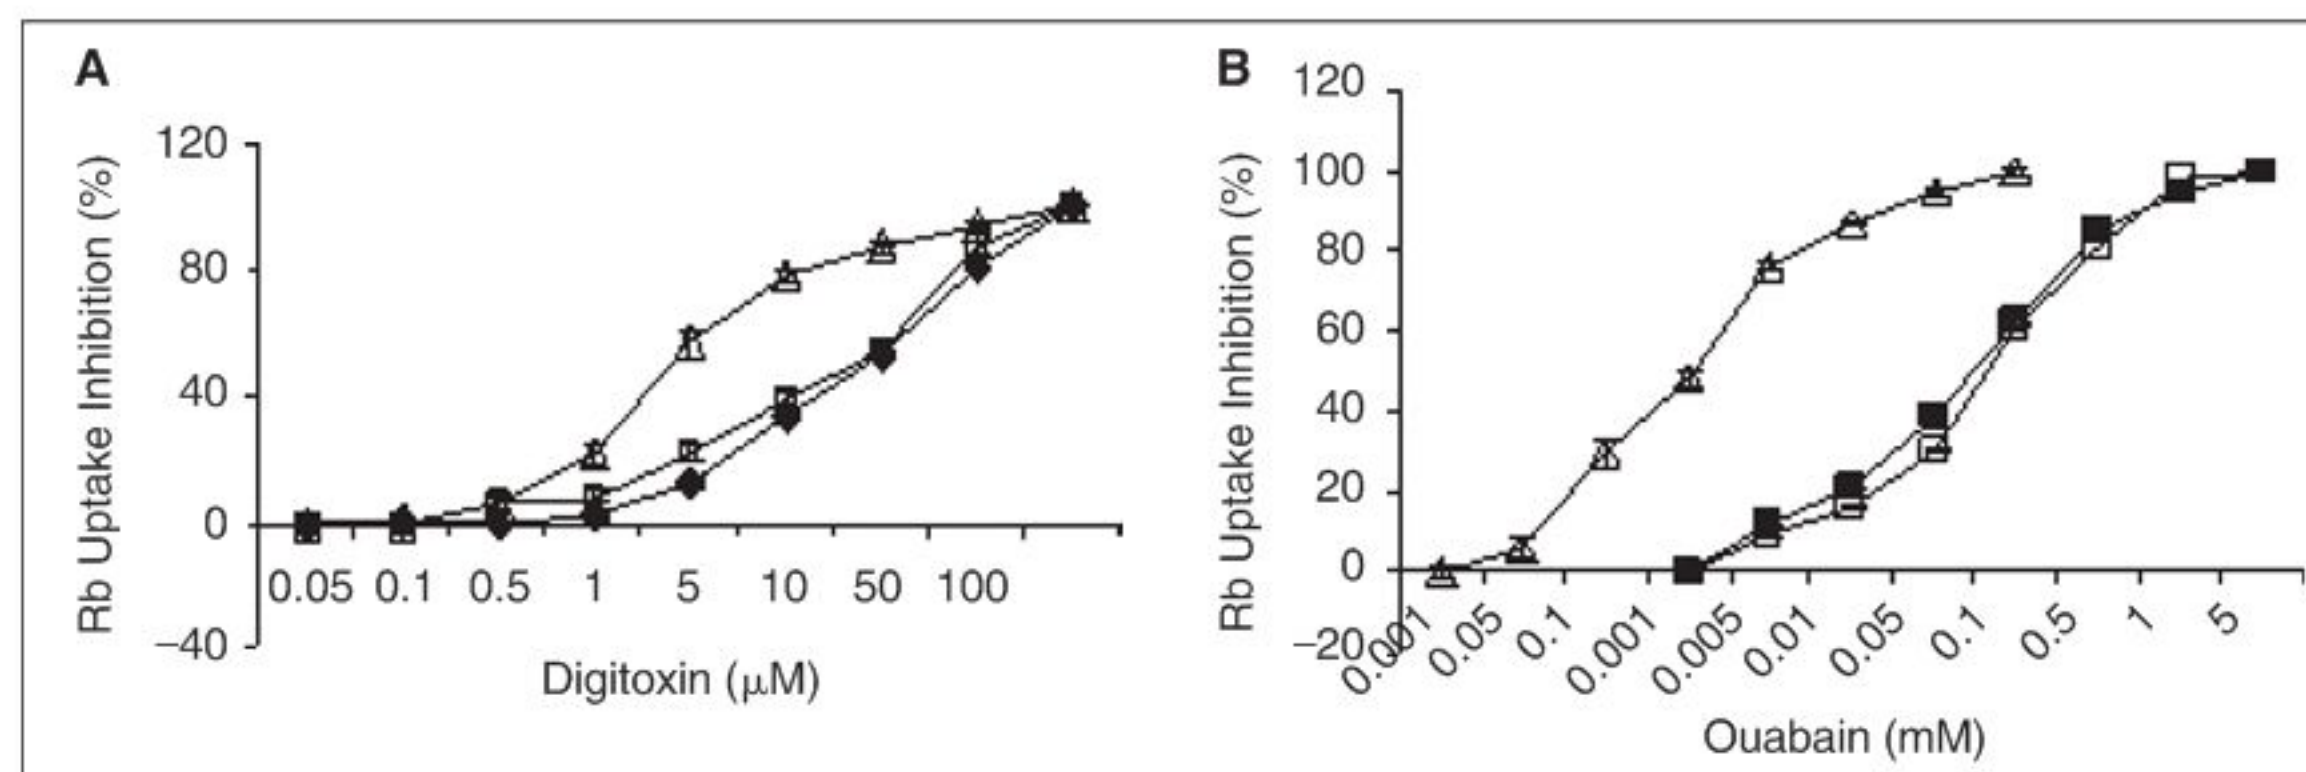 A
Rb Uptake Inhibition (%)
120
80
40
0
−40
0.05 0.1 0.5 1 5 10 50 100
Digitoxin (μM)
B
Rb Uptake Inhibition (%)
120
100
80
60
40
20
0
−20
0.001 0.05 0.1 0.001 0.0005 0.01 0.05 0.1 0.5 1 5
Ouabain (mM)